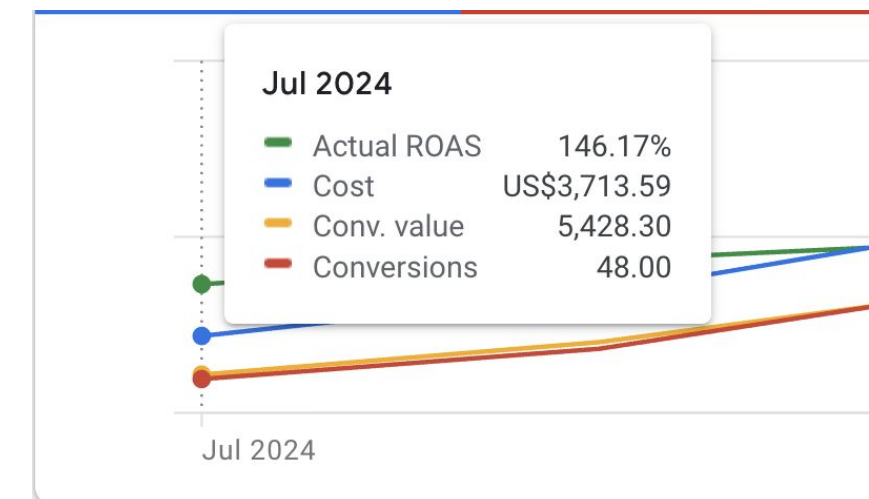 Jul 2024
Actual ROAS 146.17%
Cost US$3,713.59
Conv. value 5,428.30
Conversions 48.00
Jul 2024